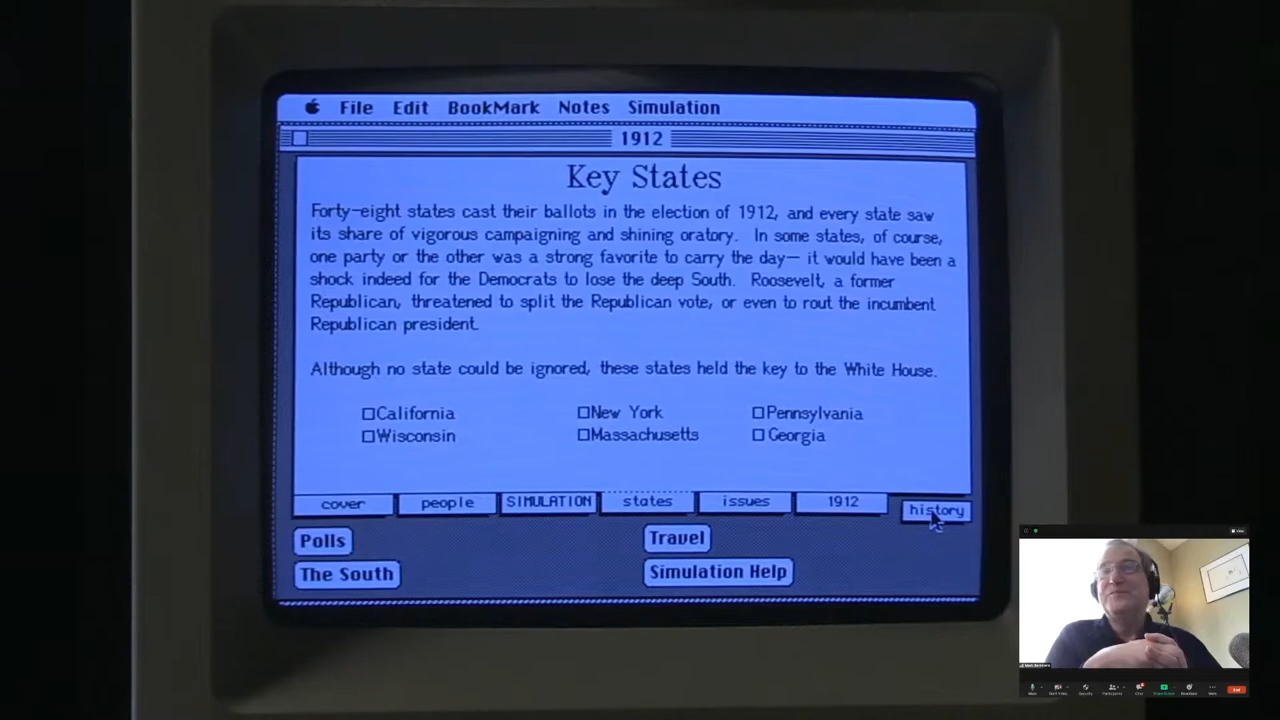 File Edit BookMark Notes Simulation
1912
Key States
Forty-eight states cast their ballots in the election of 1912, and every state saw
its share of vigorous campaigning and shining oratory. In some states, of course,
one party or the other was a strong favorite to carry the day— it would have been a
shock indeed for the Democrats to lose the deep South. Roosevelt, a former
Republican, threatened to split the Republican vote, or even to rout the incumbent
Republican president.
Although no state could be ignored, these states held the key to the White House.
California New York Pennsylvania
Wisconsin Massachusetts Georgia
cover people SIMULATION states issues 1912 history
Polls Travel
The South Simulation Help